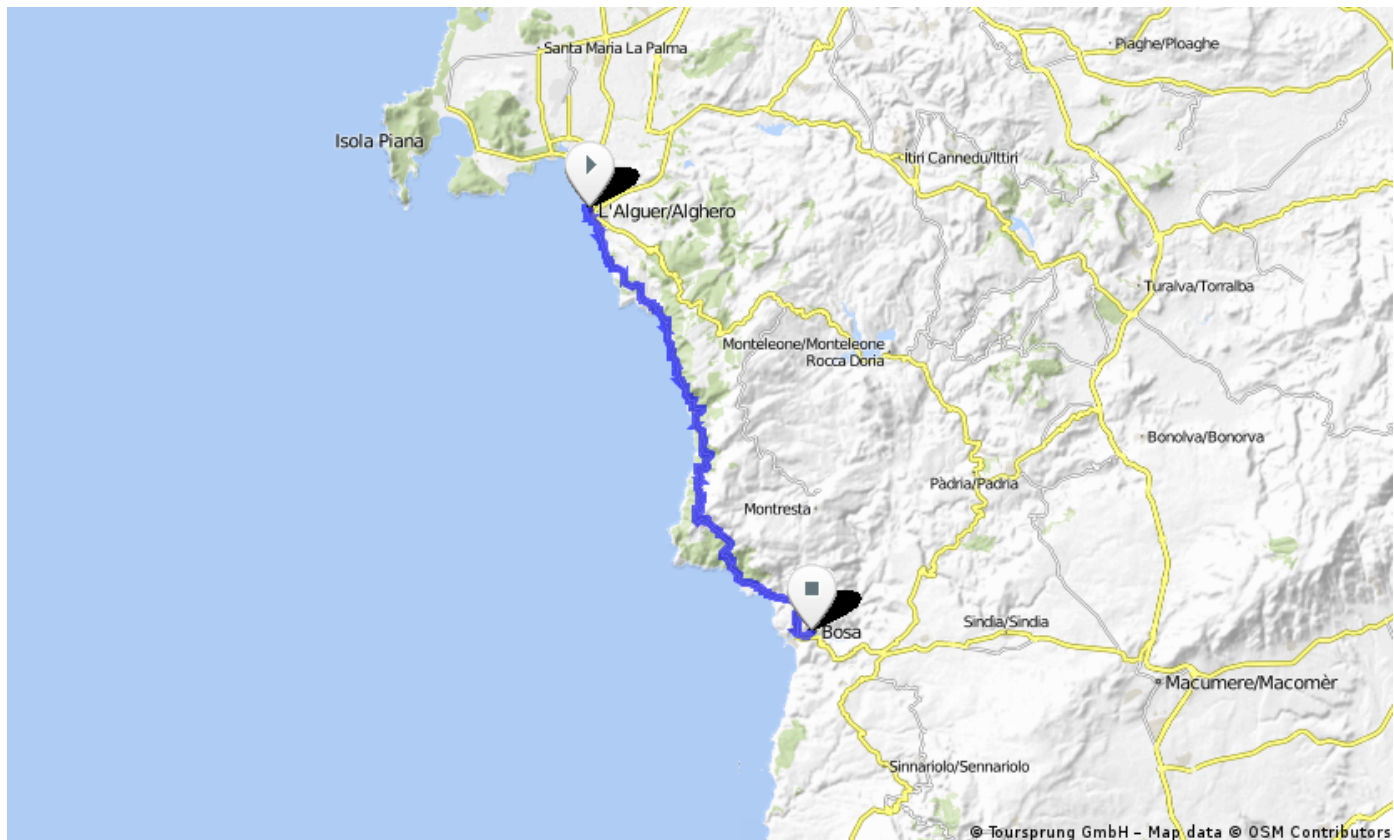 Piaghe/Ploaghe
Santa Maria La Palma
Isola Piana
Itiri Cannedu/Ittiri
L'Alguer/Alghero
Turalva/Torralba
Monteleone/Monteleone
Rocca Doria
Bonolva/Bonorva
Pàdria/Padria
Montresta
Sindia/Sindia
Bosa
Macumere/Macomèr
Sinnariolo/Sennariolo
© Toursprung GmbH – Map data © OSM Contributors